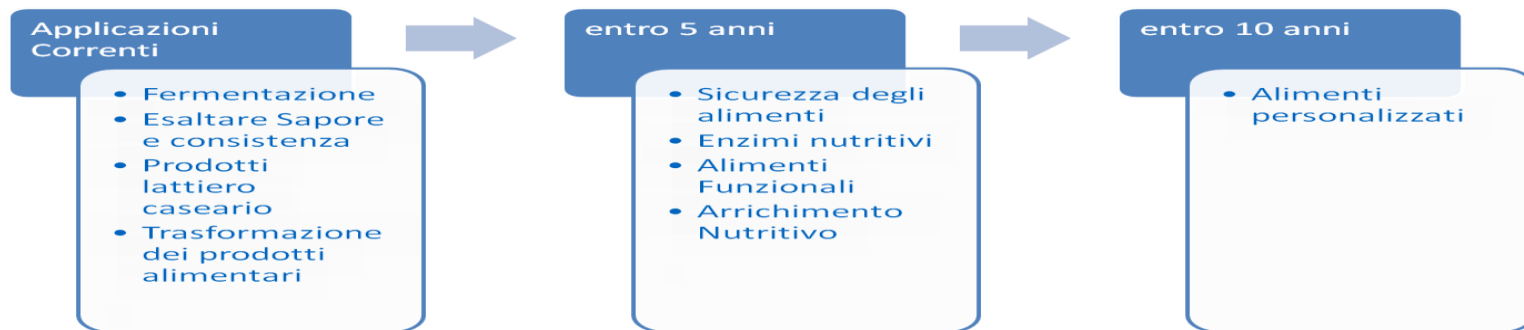 Applicazioni
Correnti
• Fermentazione
• Esaltare Sapore
e consistenza
• Prodotti
lattiero
caseario
• Trasformazione
dei prodotti
alimentari
entro 5 anni
• Sicurezza degli
alimenti
• Enzimi nutritivi
• Alimenti
Funzionali
• Arrichimento
Nutritivo
entro 10 anni
• Alimenti
personalizzati